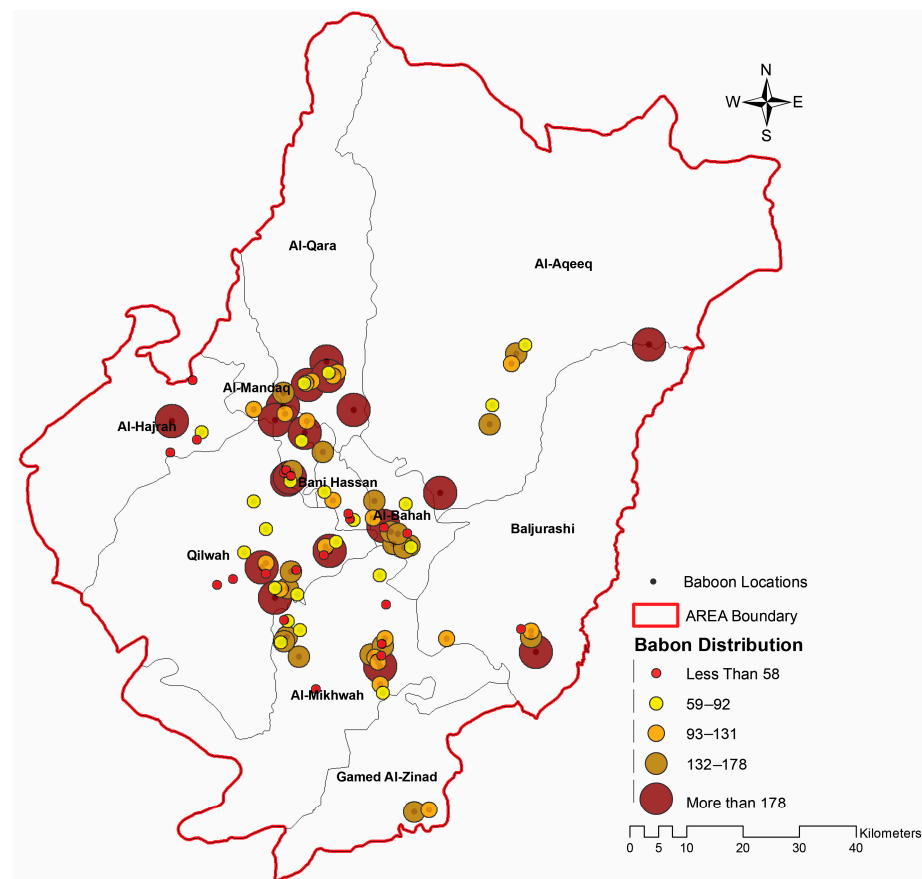 N
W E
S
Al-Qara
Al-Aqeeq
Al-Mandaq
Al-Hajrah
Bani Hassan
Al-Bahah
Baljurashi
Qilwah
Al-Mikhwah
Gamed Al-Zinad
Baboon Locations
AREA Boundary
Babon Distribution
Less Than 58
59–92
93–131
132–178
More than 178
Kilometers
0 5 10 20 30 40